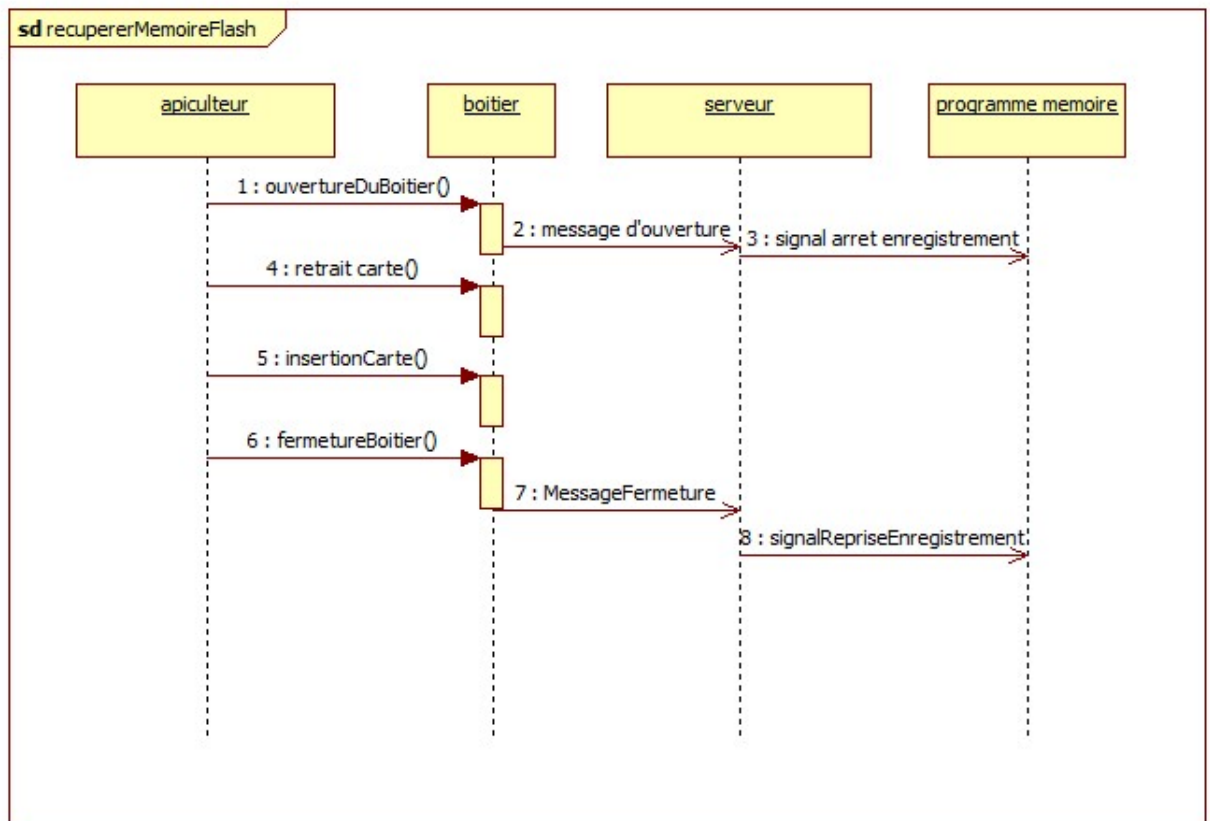 sd recupererMemoireFlash
apiculteur
boitier
serveur
programme memoire
1 : ouvertureDuBoitier()
2 : message d'ouverture
3 : signal arret enregistrement
4 : retrait carte()
5 : insertionCarte()
6 : fermetureBoitier()
7 : MessageFermeture
8 : signalRepriseEnregistrement